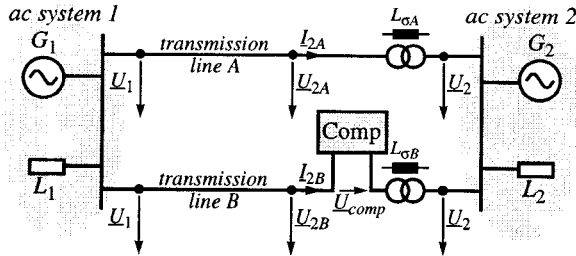 ac system 1
ac system 2
G1
transmission
line A
I2A
LσA
G2
U1
U2A
U2
Comp
L1
transmission
line B
I2B
Ucomp
LσB
L2
U1
U2B
U2